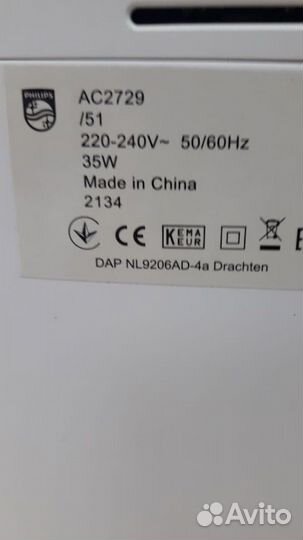 PHILIPS
AC2729
/51
220-240V~ 50/60Hz
35W
Made in China
2134
CE KEMA KEUR
DAP NL9206AD-4a Drachten
Avito